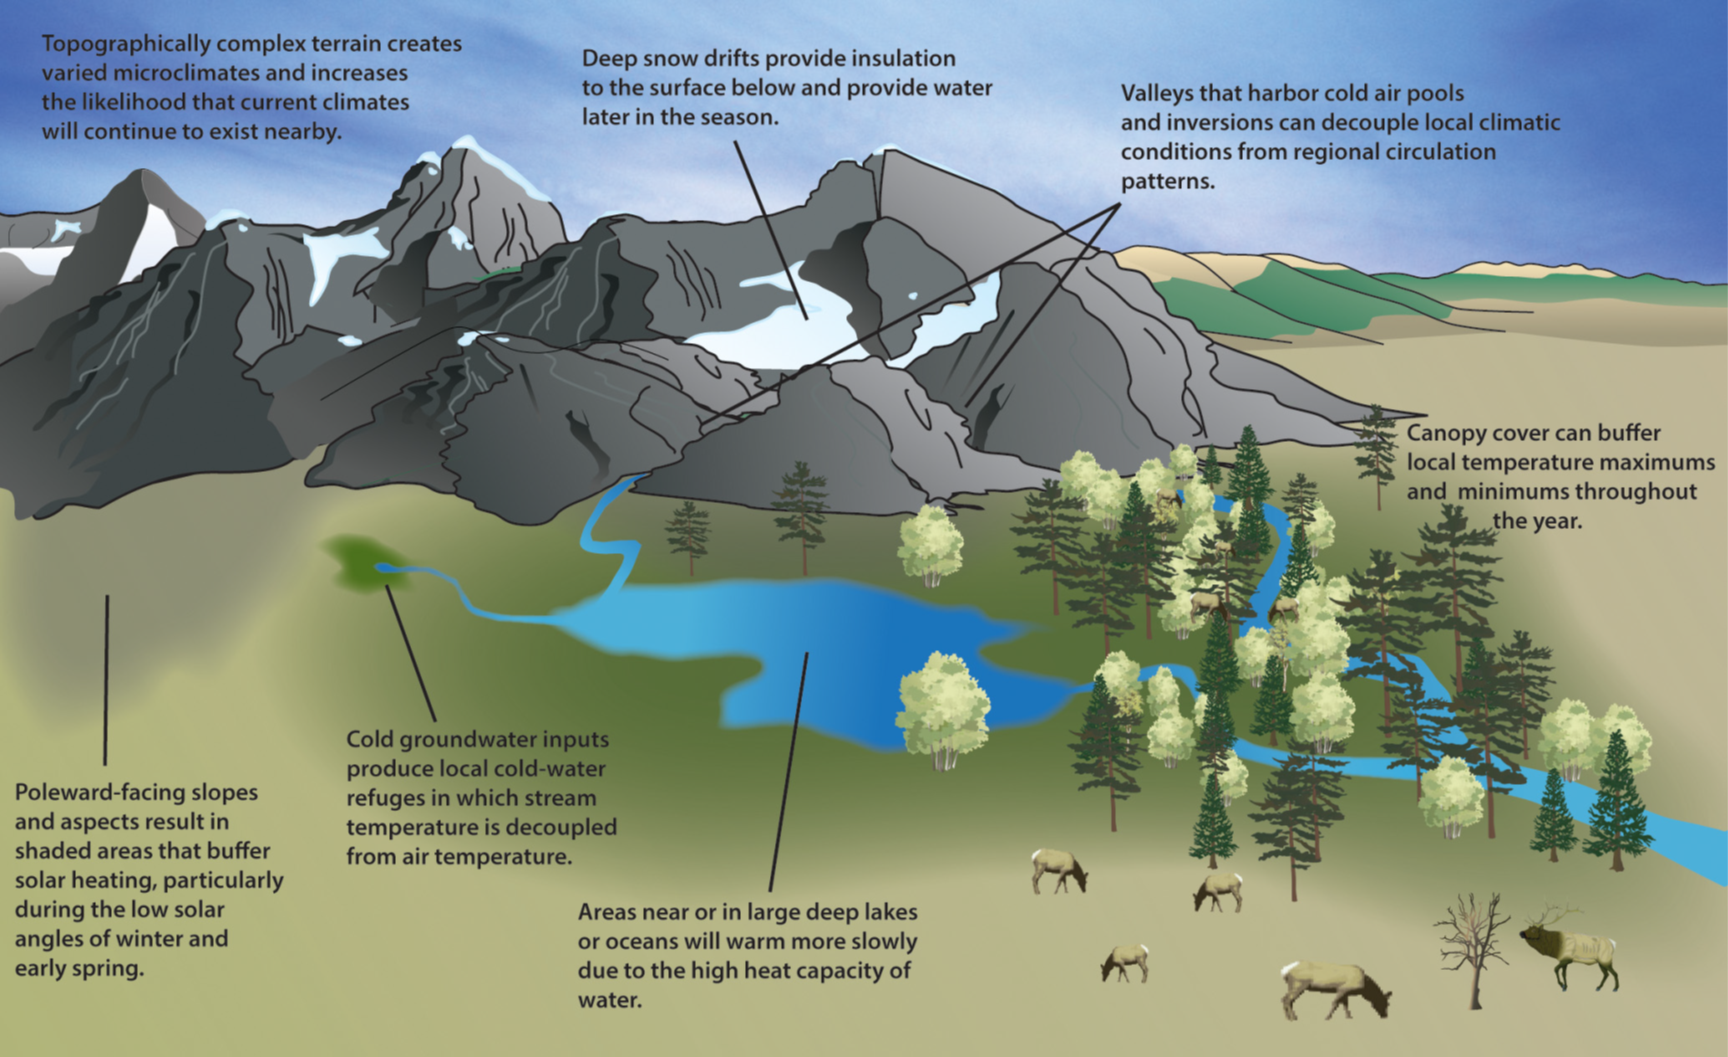 Topographically complex terrain creates
varied microclimates and increases
the likelihood that current climates
will continue to exist nearby.
Deep snow drifts provide insulation
to the surface below and provide water
later in the season.
Valleys that harbor cold air pools
and inversions can decouple local climatic
conditions from regional circulation
patterns.
Canopy cover can buffer
local temperature maximums
and minimums throughout
the year.
Poleward-facing slopes
and aspects result in
shaded areas that buffer
solar heating, particularly
during the low solar
angles of winter and
early spring.
Cold groundwater inputs
produce local cold-water
refuges in which stream
temperature is decoupled
from air temperature.
Areas near or in large deep lakes
or oceans will warm more slowly
due to the high heat capacity of
water.